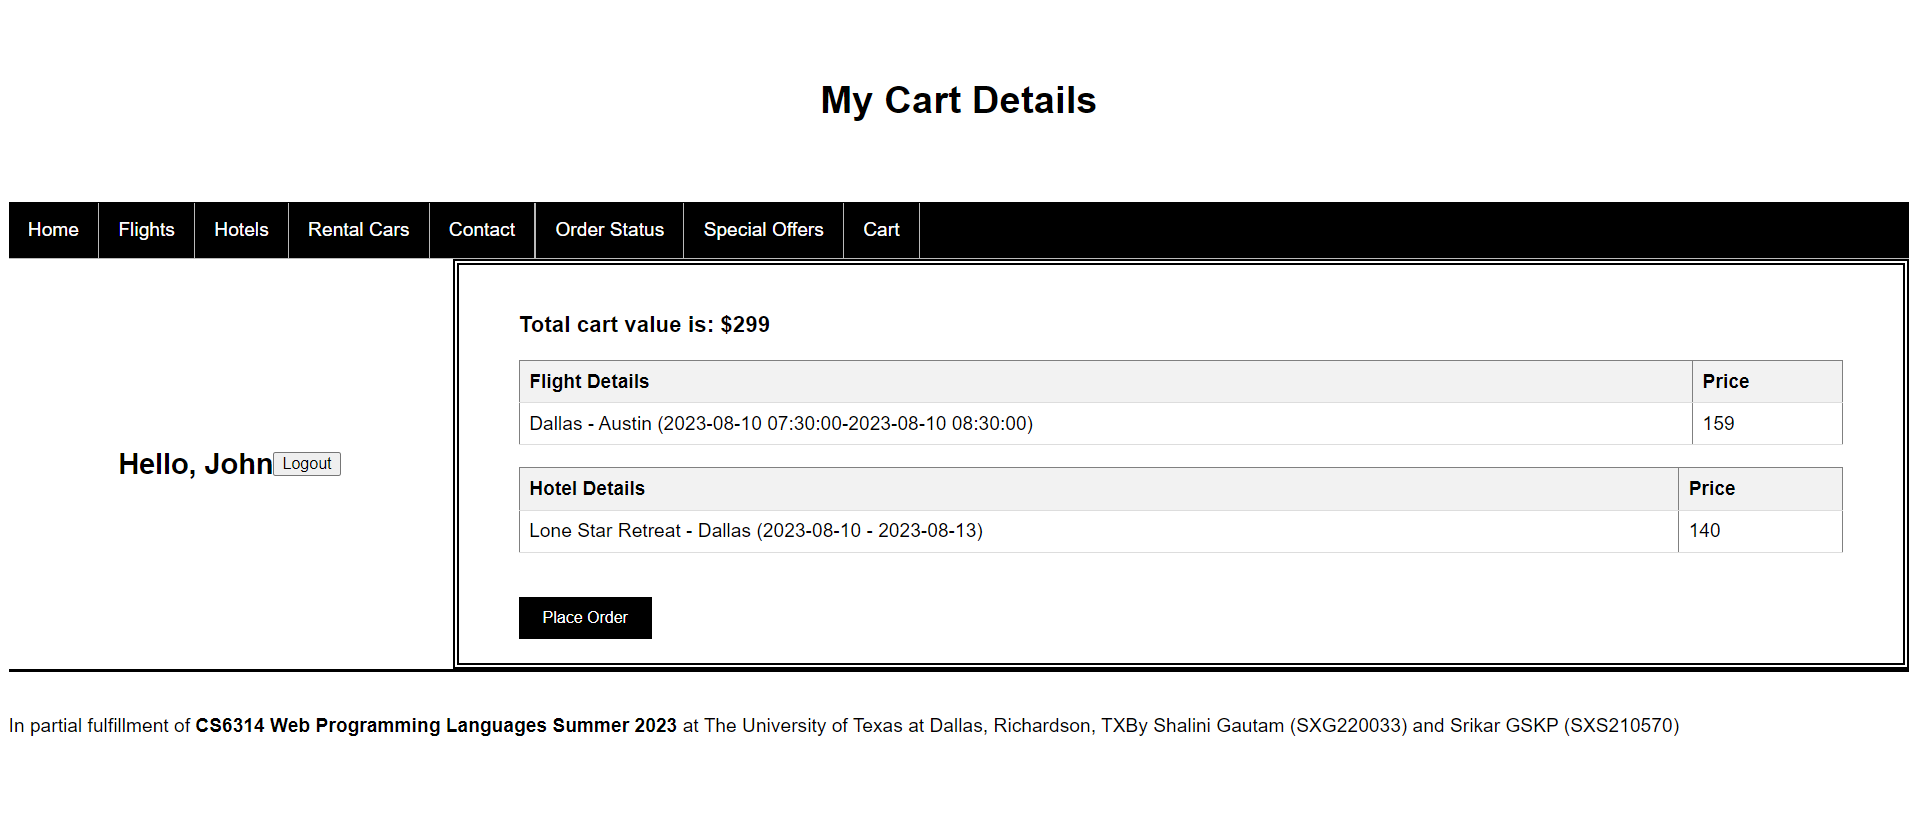 My Cart Details
Home Flights Hotels Rental Cars Contact Order Status Special Offers Cart
Hello, John Logout
Total cart value is: $299
Flight Details Price
Dallas - Austin (2023-08-10 07:30:00-2023-08-10 08:30:00) 159
Hotel Details Price
Lone Star Retreat - Dallas (2023-08-10 - 2023-08-13) 140
Place Order
In partial fulfillment of CS6314 Web Programming Languages Summer 2023 at The University of Texas at Dallas, Richardson, TXBy Shalini Gautam (SXG220033) and Srikar GSKP (SXS210570)